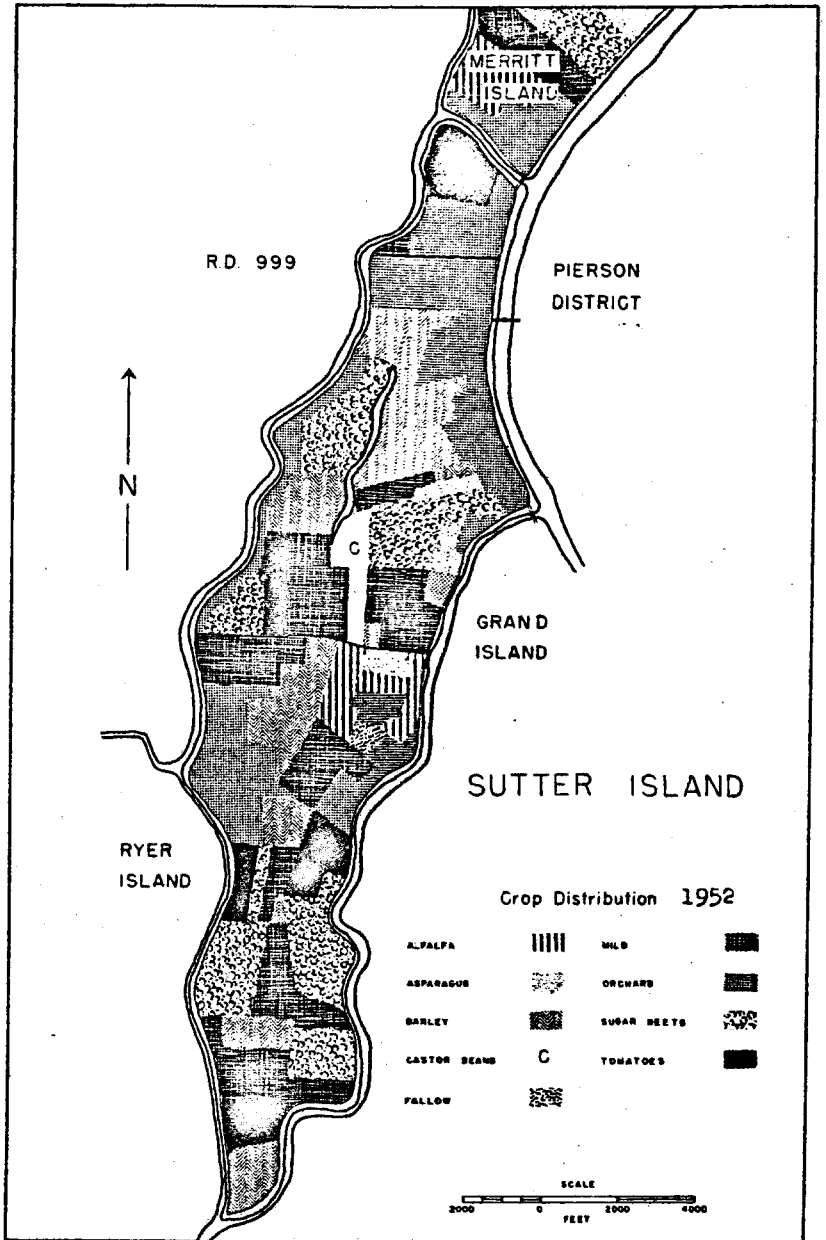 MERRITT
ISLAND
R.D. 999
PIERSON
DISTRICT
N
C
GRAND
ISLAND
SUTTER ISLAND
RYER
ISLAND
Crop Distribution 1952
ALFALFA
MILO
ASPARAGUS
ORCHARD
BARLEY
SUGAR BEETS
CASTOR BEANS C
TOMATOES
FALLOW
SCALE
2000 0 2000 4000
FEET